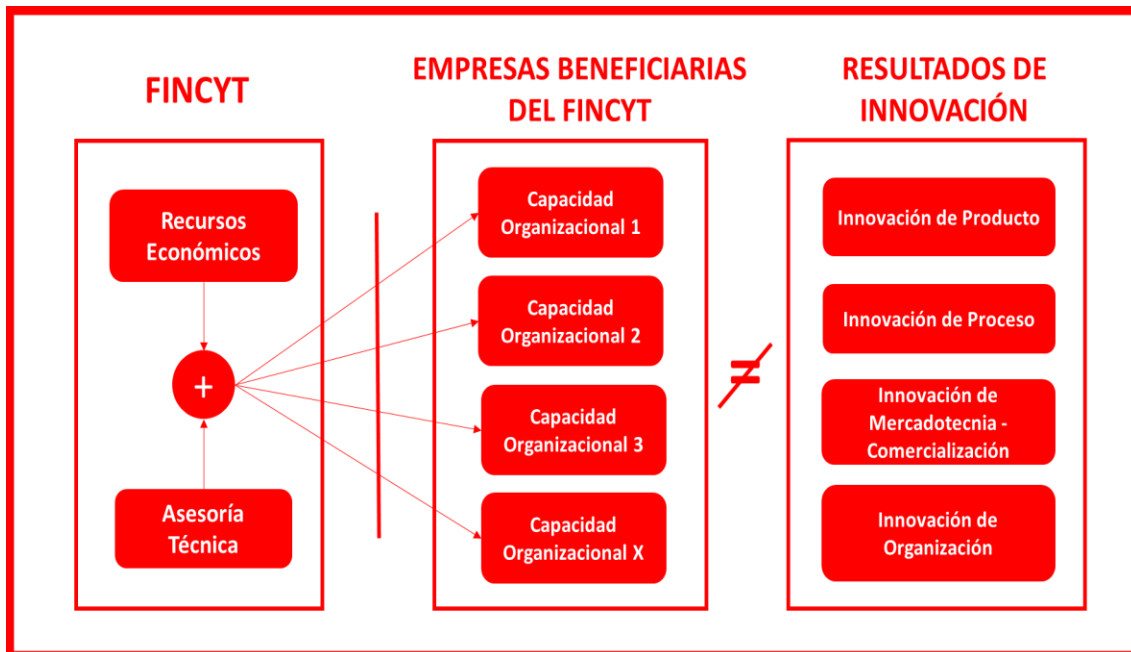 FINCYT
Recursos
Económicos
+
Asesoría
Técnica
EMPRESAS BENEFICIARIAS
DEL FINCYT
Capacidad
Organizacional 1
Capacidad
Organizacional 2
Capacidad
Organizacional 3
Capacidad
Organizacional X
≠
RESULTADOS DE
INNOVACIÓN
Innovación de Producto
Innovación de Proceso
Innovación de
Mercadotecnia -
Comercialización
Innovación de
Organización